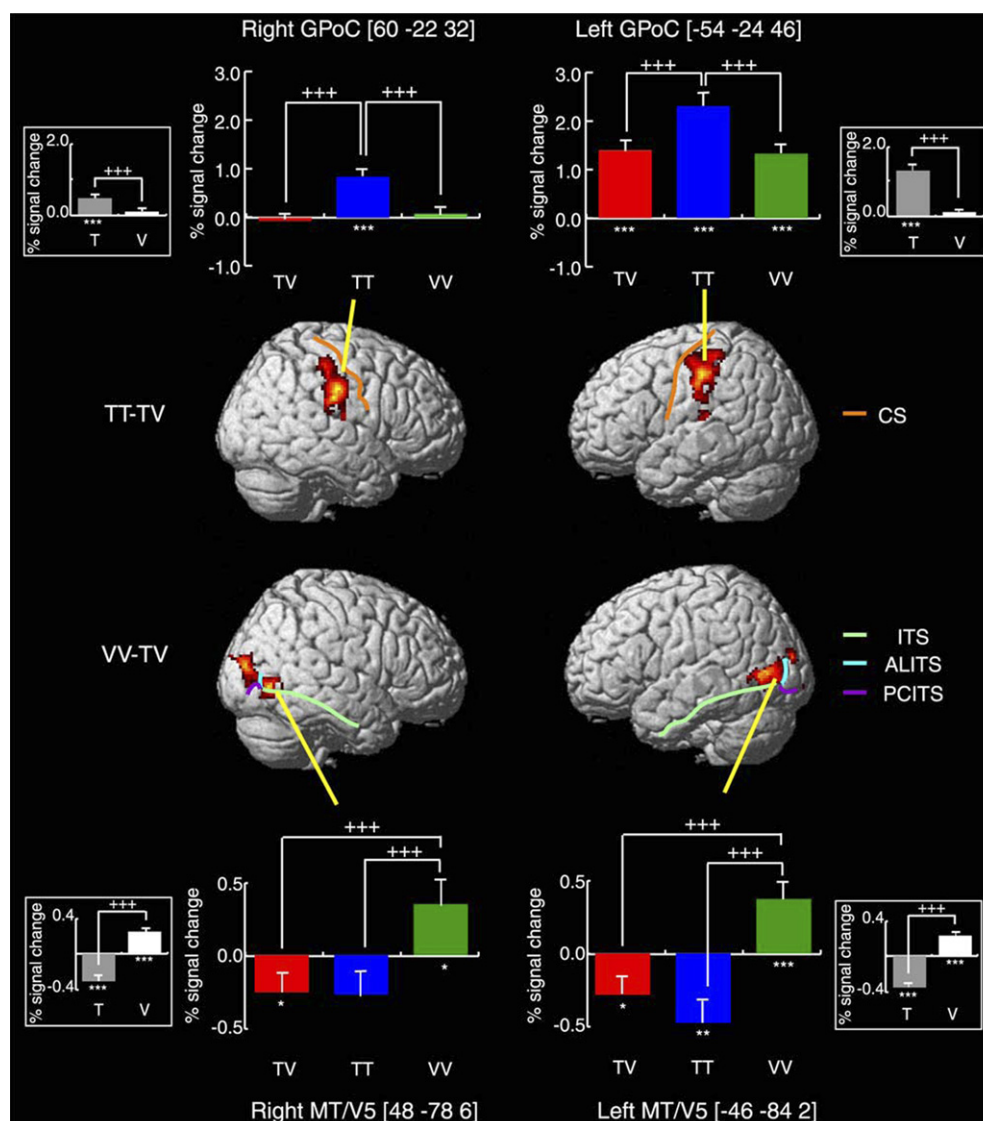 Right GPoC [60 -22 32]
Left GPoC [-54 -24 46]
% signal change
2.0
0.0
+++
***
T V
% signal change
3.0
2.0
1.0
0.0
-1.0
+++ +++
***
TV TT VV
% signal change
3.0
2.0
1.0
0.0
-1.0
+++ +++
*** *** ***
TV TT VV
% signal change
2.0
0.0
+++
***
T V
TT-TV
CS
VV-TV
ITS
ALITS
PCITS
% signal change
0.4
-0.4
+++
*** ***
T V
% signal change
0.5
0.0
-0.5
+++
+++
* *
TV TT VV
% signal change
0.5
0.0
-0.5
+++
+++
* ** ***
TV TT VV
% signal change
0.4
-0.4
+++
*** ***
T V
Right MT/V5 [48 -78 6]
Left MT/V5 [-46 -84 2]